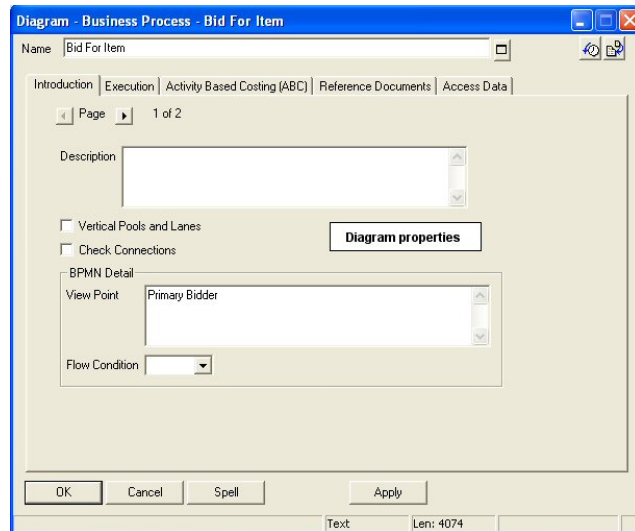 Diagram - Business Process - Bid For Item
Name Bid For Item
Introduction Execution Activity Based Costing (ABC) Reference Documents Access Data
Page 1 of 2
Description
Vertical Pools and Lanes
Diagram properties
Check Connections
BPMN Detail
View Point Primary Bidder
Flow Condition
OK Cancel Spell Apply
Text Len: 4074